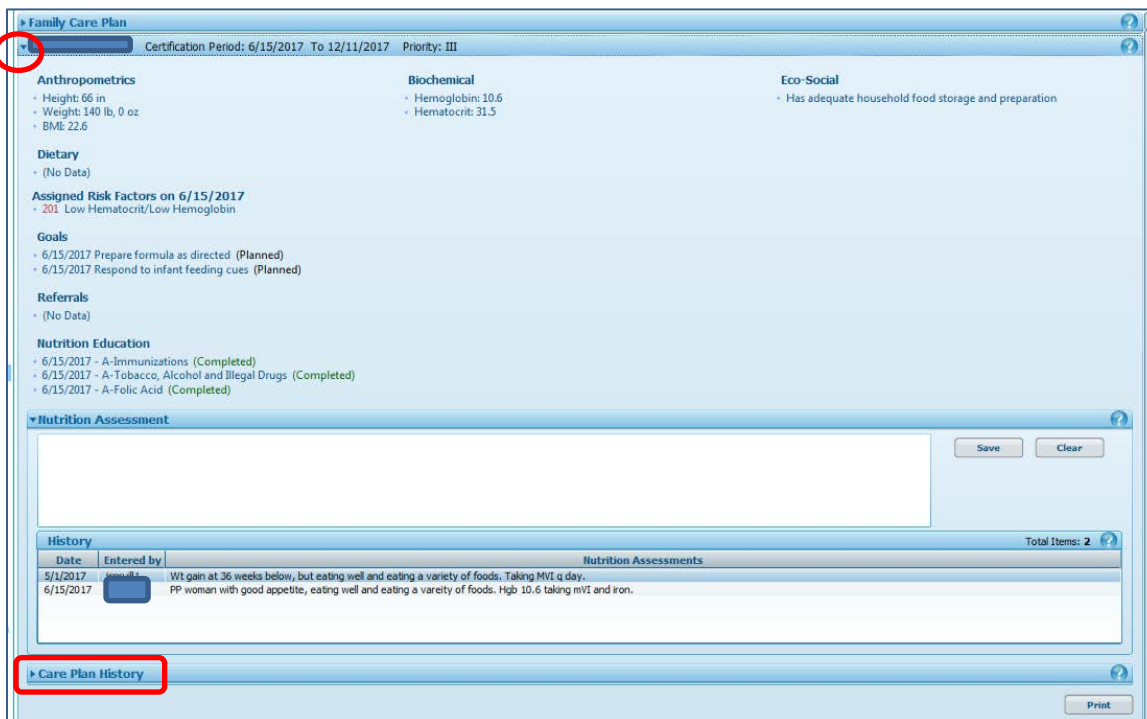 Family Care Plan
Certification Period: 6/15/2017 To 12/11/2017 Priority: III
Anthropometrics
Height: 66 in
Weight: 140 lb, 0 oz
BMI: 22.6
Biochemical
Hemoglobin: 10.6
Hematocrit: 31.5
Eco-Social
Has adequate household food storage and preparation
Dietary
(No Data)
Assigned Risk Factors on 6/15/2017
201 Low Hematocrit/Low Hemoglobin
Goals
6/15/2017 Prepare formula as directed (Planned)
6/15/2017 Respond to infant feeding cues (Planned)
Referrals
(No Data)
Nutrition Education
6/15/2017 - A-Immunizations (Completed)
6/15/2017 - A-Tobacco, Alcohol and Illegal Drugs (Completed)
6/15/2017 - A-Folic Acid (Completed)
Nutrition Assessment
Save Clear
History Total Items: 2
Date Entered by Nutrition Assessments
5/1/2017 Wt gain at 36 weeks below, but eating well and eating a variety of foods. Taking MVI q day.
6/15/2017 PP woman with good appetite, eating well and eating a vareity of foods. Hgb 10.6 taking mVI and iron.
Care Plan History
Print